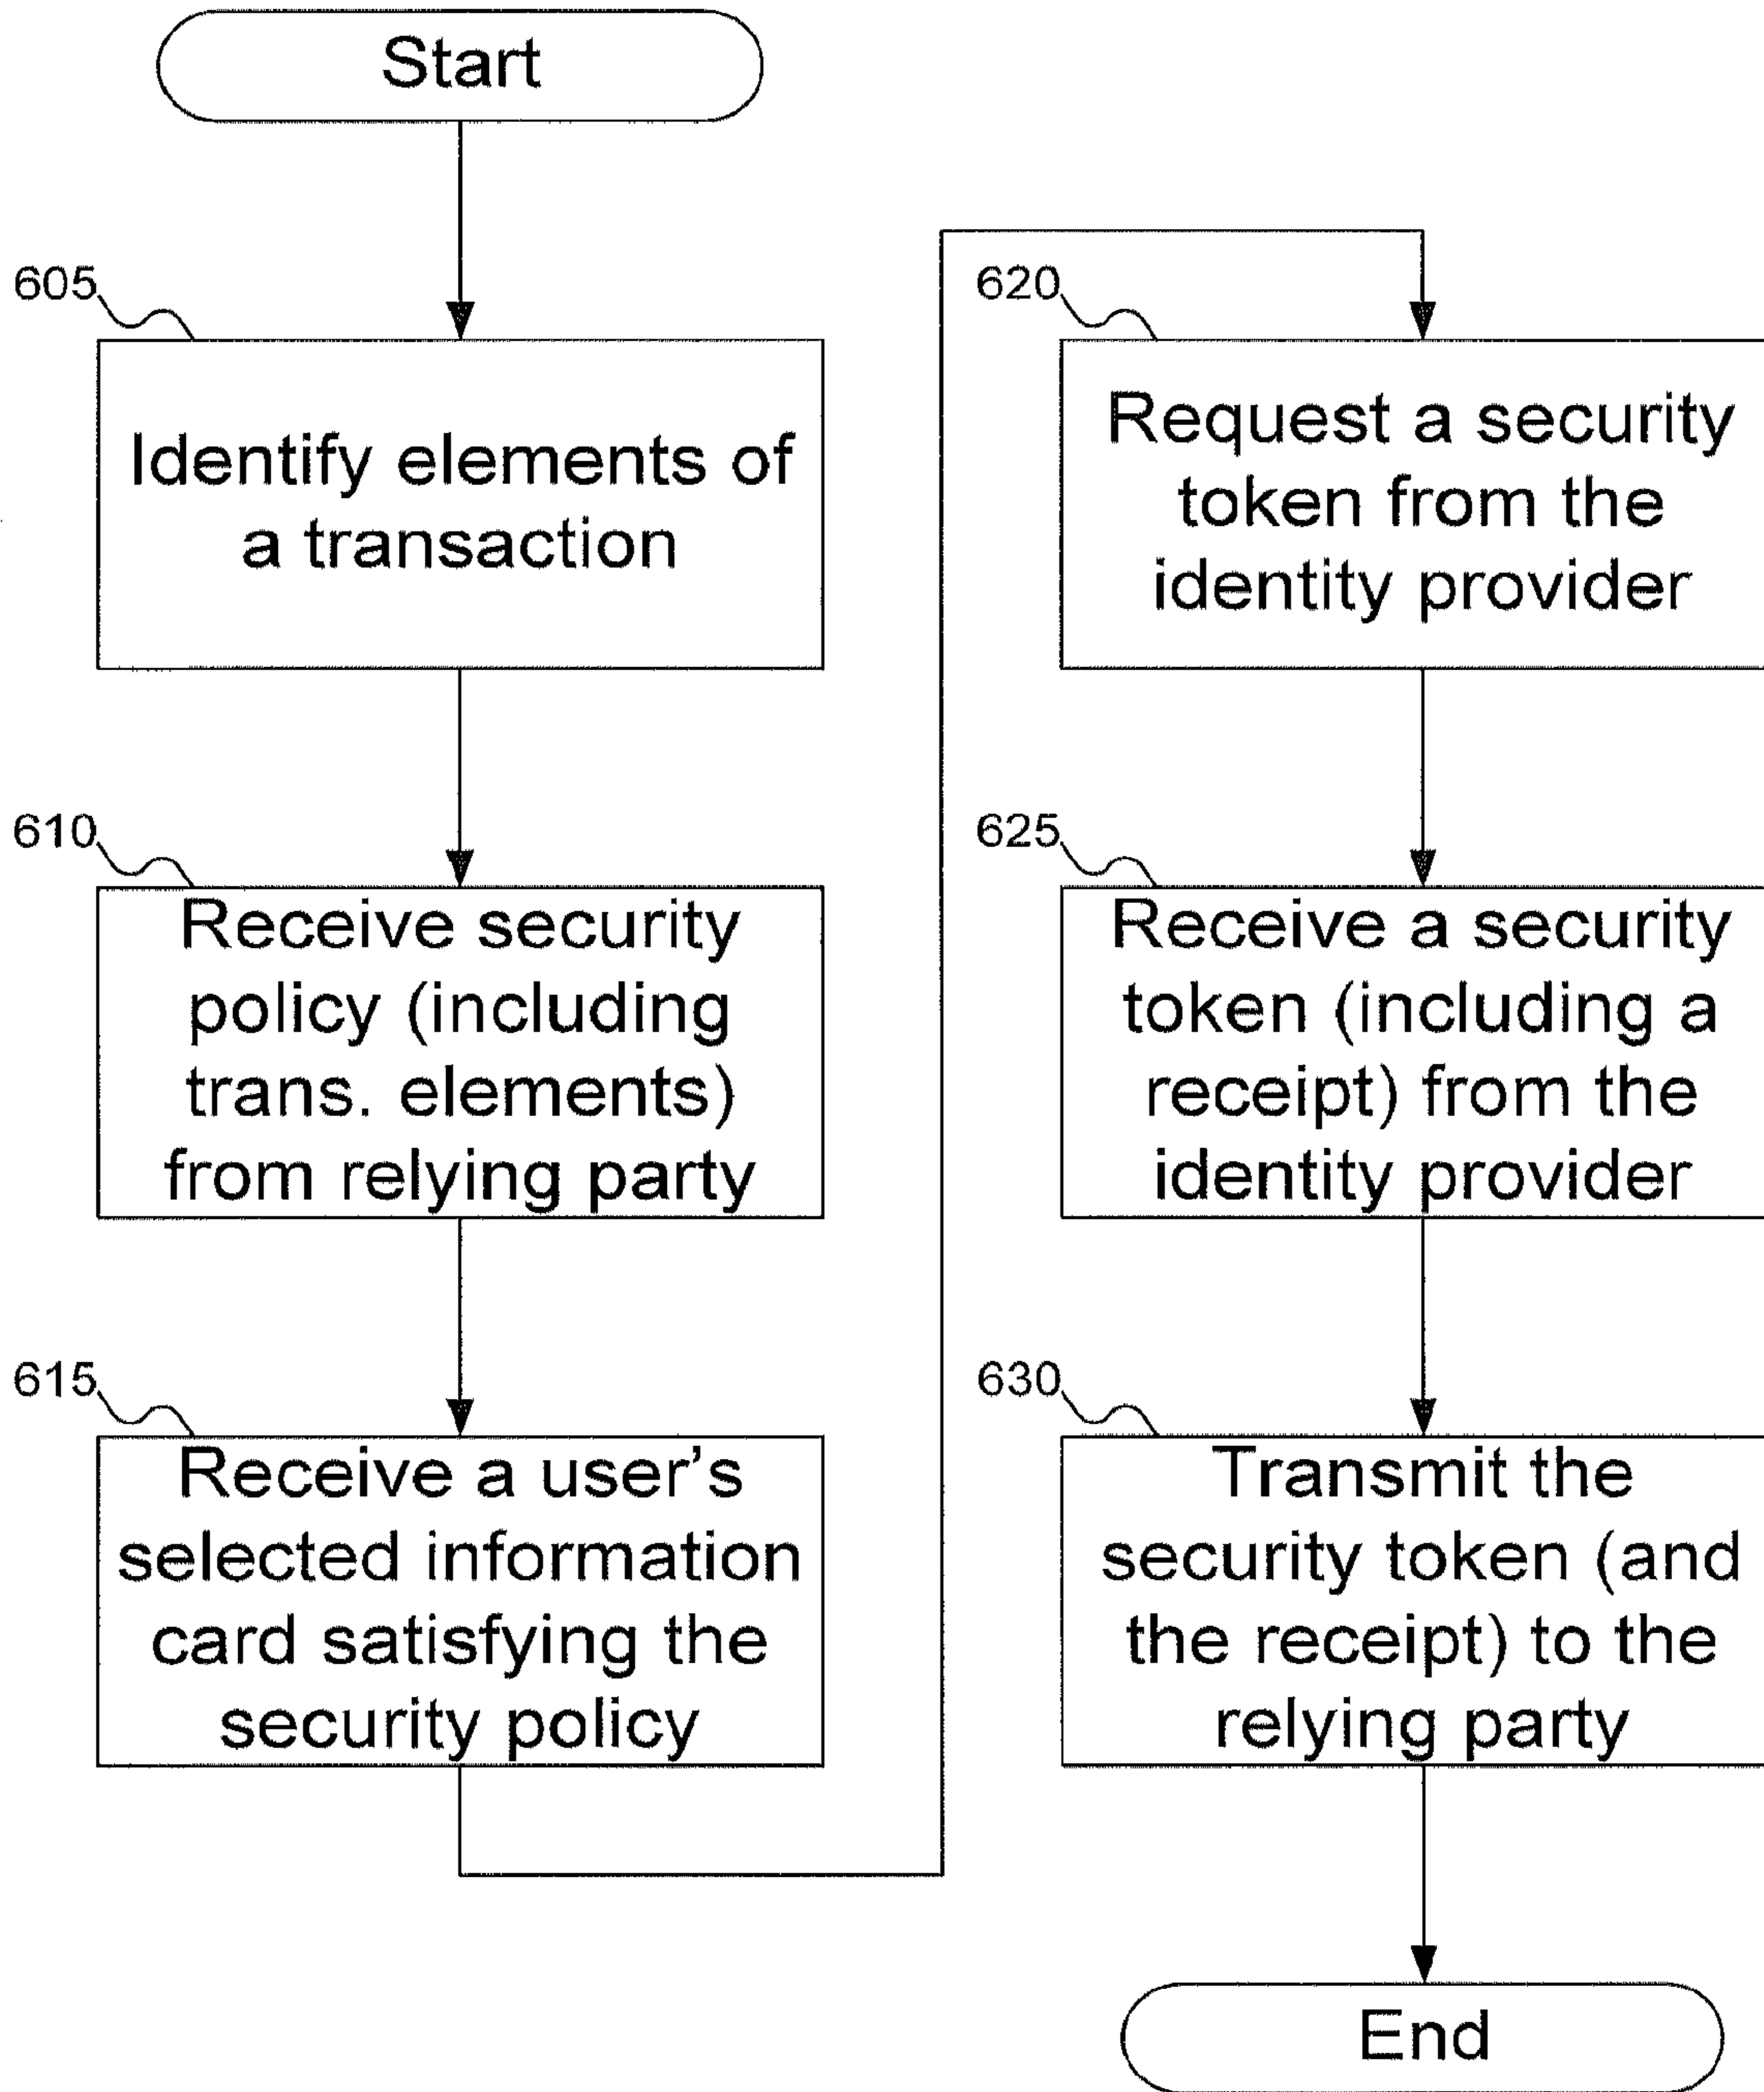 Start
605
Identify elements of
a transaction
610
Receive security
policy (including
trans. elements)
from relying party
615
Receive a user’s
selected information
card satisfying the
security policy
620
Request a security
token from the
identity provider
625
Receive a security
token (including a
receipt) from the
identity provider
630
Transmit the
security token (and
the receipt) to the
relying party
End